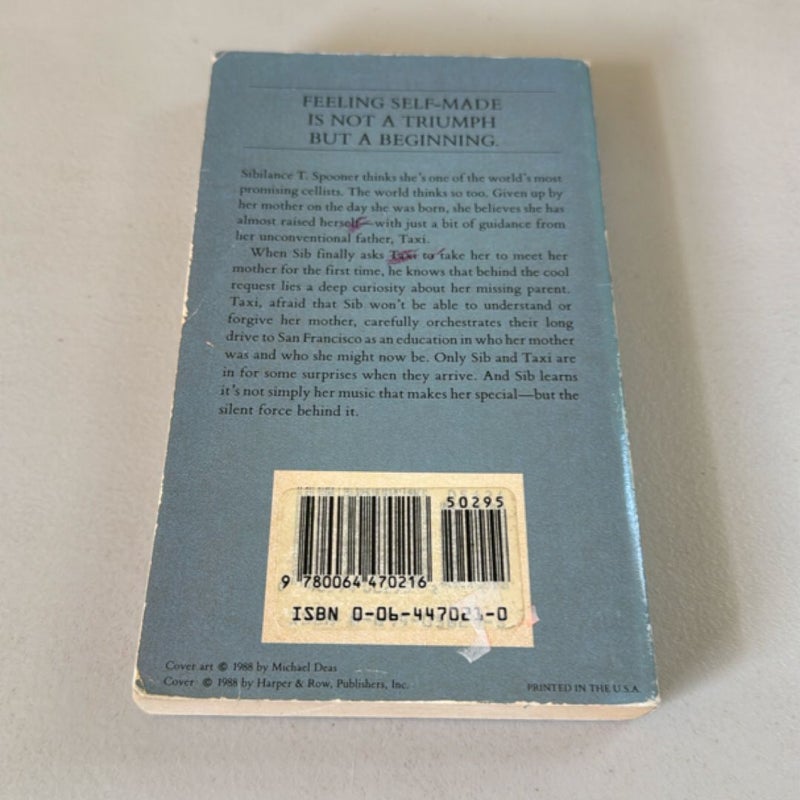 FEELING SELF-MADE
IS NOT A TRIUMPH
BUT A BEGINNING.
Sibilance T. Spooner thinks she's one of the world's most
promising cellists. The world thinks so too. Given up by
her mother on the day she was born, she believes she has
almost raised herself—with just a bit of guidance from
her unconventional father, Taxi.
When Sib finally asks Taxi to take her to meet her
mother for the first time, he knows that behind the cool
request lies a deep curiosity about her missing parent.
Taxi, afraid that Sib won't be able to understand or
forgive her mother, carefully orchestrates their long
drive to San Francisco as an education in who her mother
was and who she might now be. Only Sib and Taxi are
in for some surprises when they arrive. And Sib learns
it's not simply her music that makes her special—but the
silent force behind it.
50295
9 780064 470216
ISBN 0-06-447021-0
Cover art © 1988 by Michael Deas
Cover © 1988 by Harper & Row, Publishers, Inc.
PRINTED IN THE U.S.A.